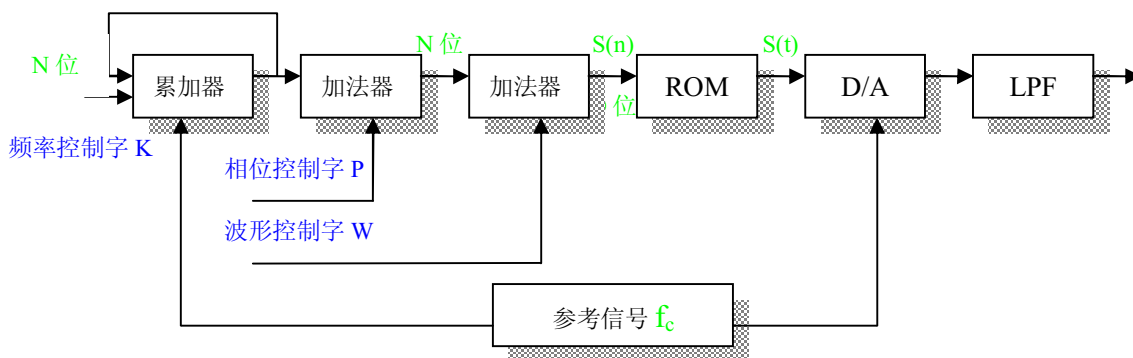 N 位
累加器
加法器
N 位
加法器
S(n)
位
ROM
S(t)
D/A
LPF
频率控制字 K
相位控制字 P
波形控制字 W
参考信号 fc